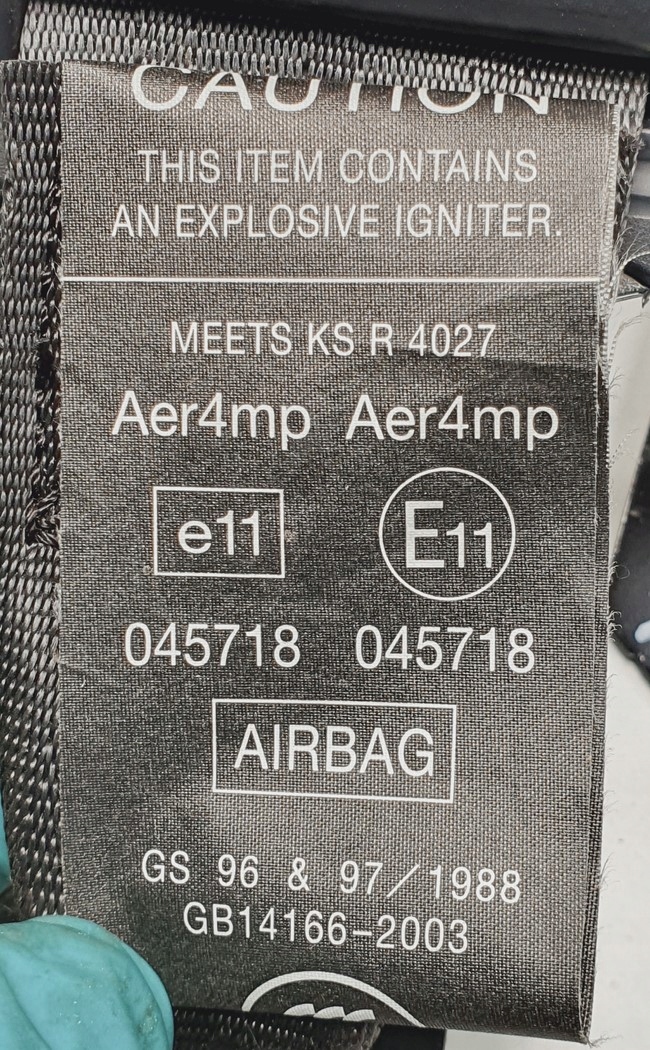 CAUTION
THIS ITEM CONTAINS
AN EXPLOSIVE IGNITER.
MEETS KS R 4027
Aer4mp Aer4mp
e11 E11
045718 045718
AIRBAG
GS 96 & 97/1988
GB14166-2003